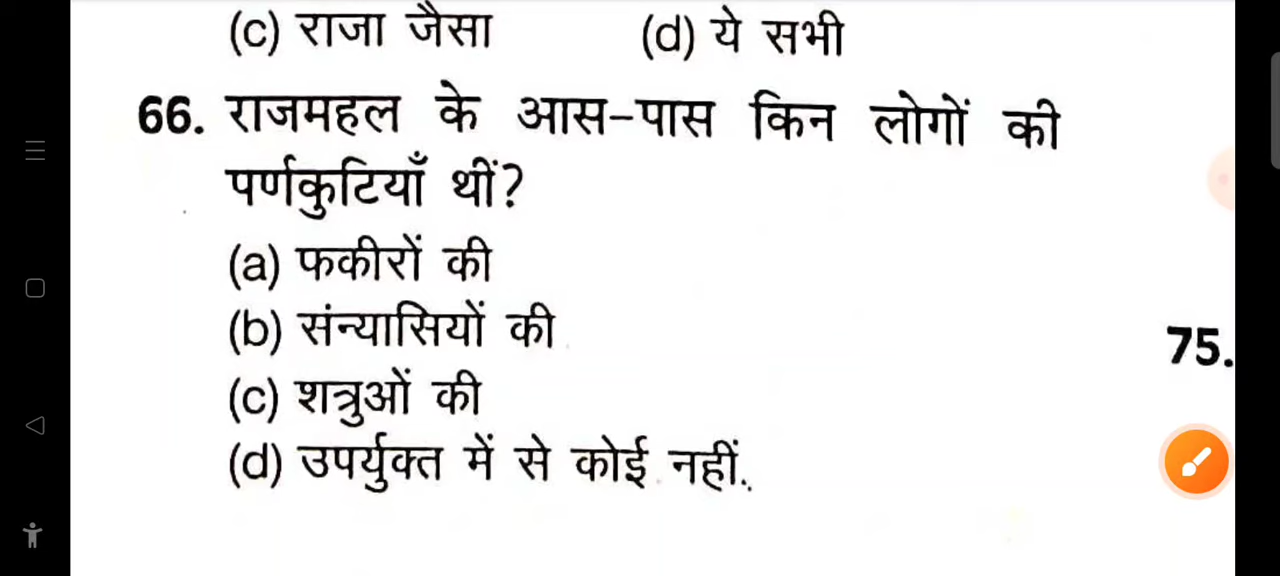 (c) राजा जैसा (d) ये सभी
66. राजमहल के आस-पास किन लोगों की
पर्णकुटियाँ थीं?
(a) फकीरों की
(b) संन्यासियों की
(c) शत्रुओं की
(d) उपर्युक्त में से कोई नहीं.
75.